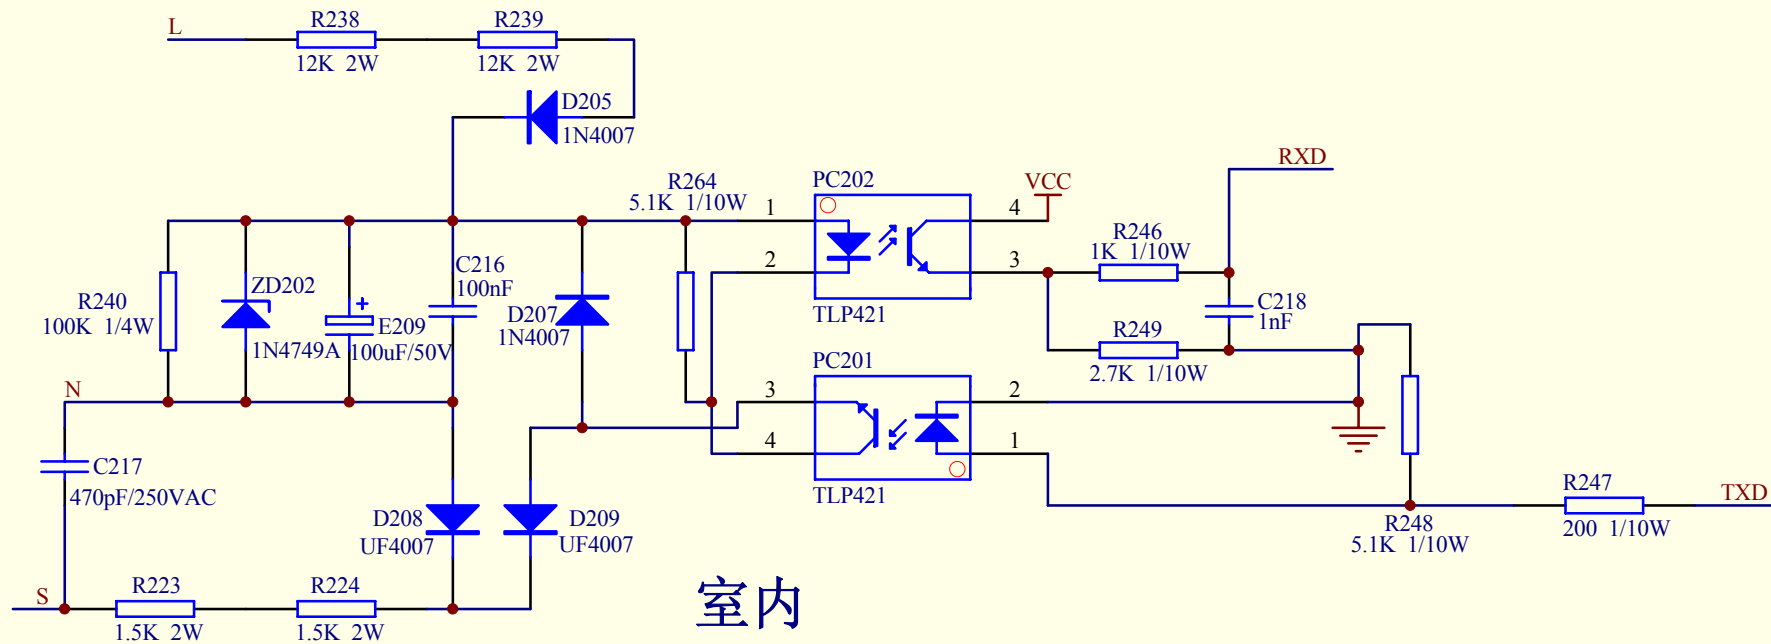 L
R238
R239
12K 2W
12K 2W
D205
1N4007
RXD
R264
5.1K 1/10W
PC202
VCC
1
4
2
3
R246
1K 1/10W
TLP421
C216
100nF
ZD202
R240
100K 1/4W
1N4749A
E209
+
100uF/50V
D207
1N4007
C218
1nF
R249
2.7K 1/10W
PC201
N
3
2
4
1
TLP421
C217
470pF/250VAC
D208
UF4007
D209
UF4007
R247
200 1/10W
TXD
R248
5.1K 1/10W
S
R223
R224
1.5K 2W
1.5K 2W
室内